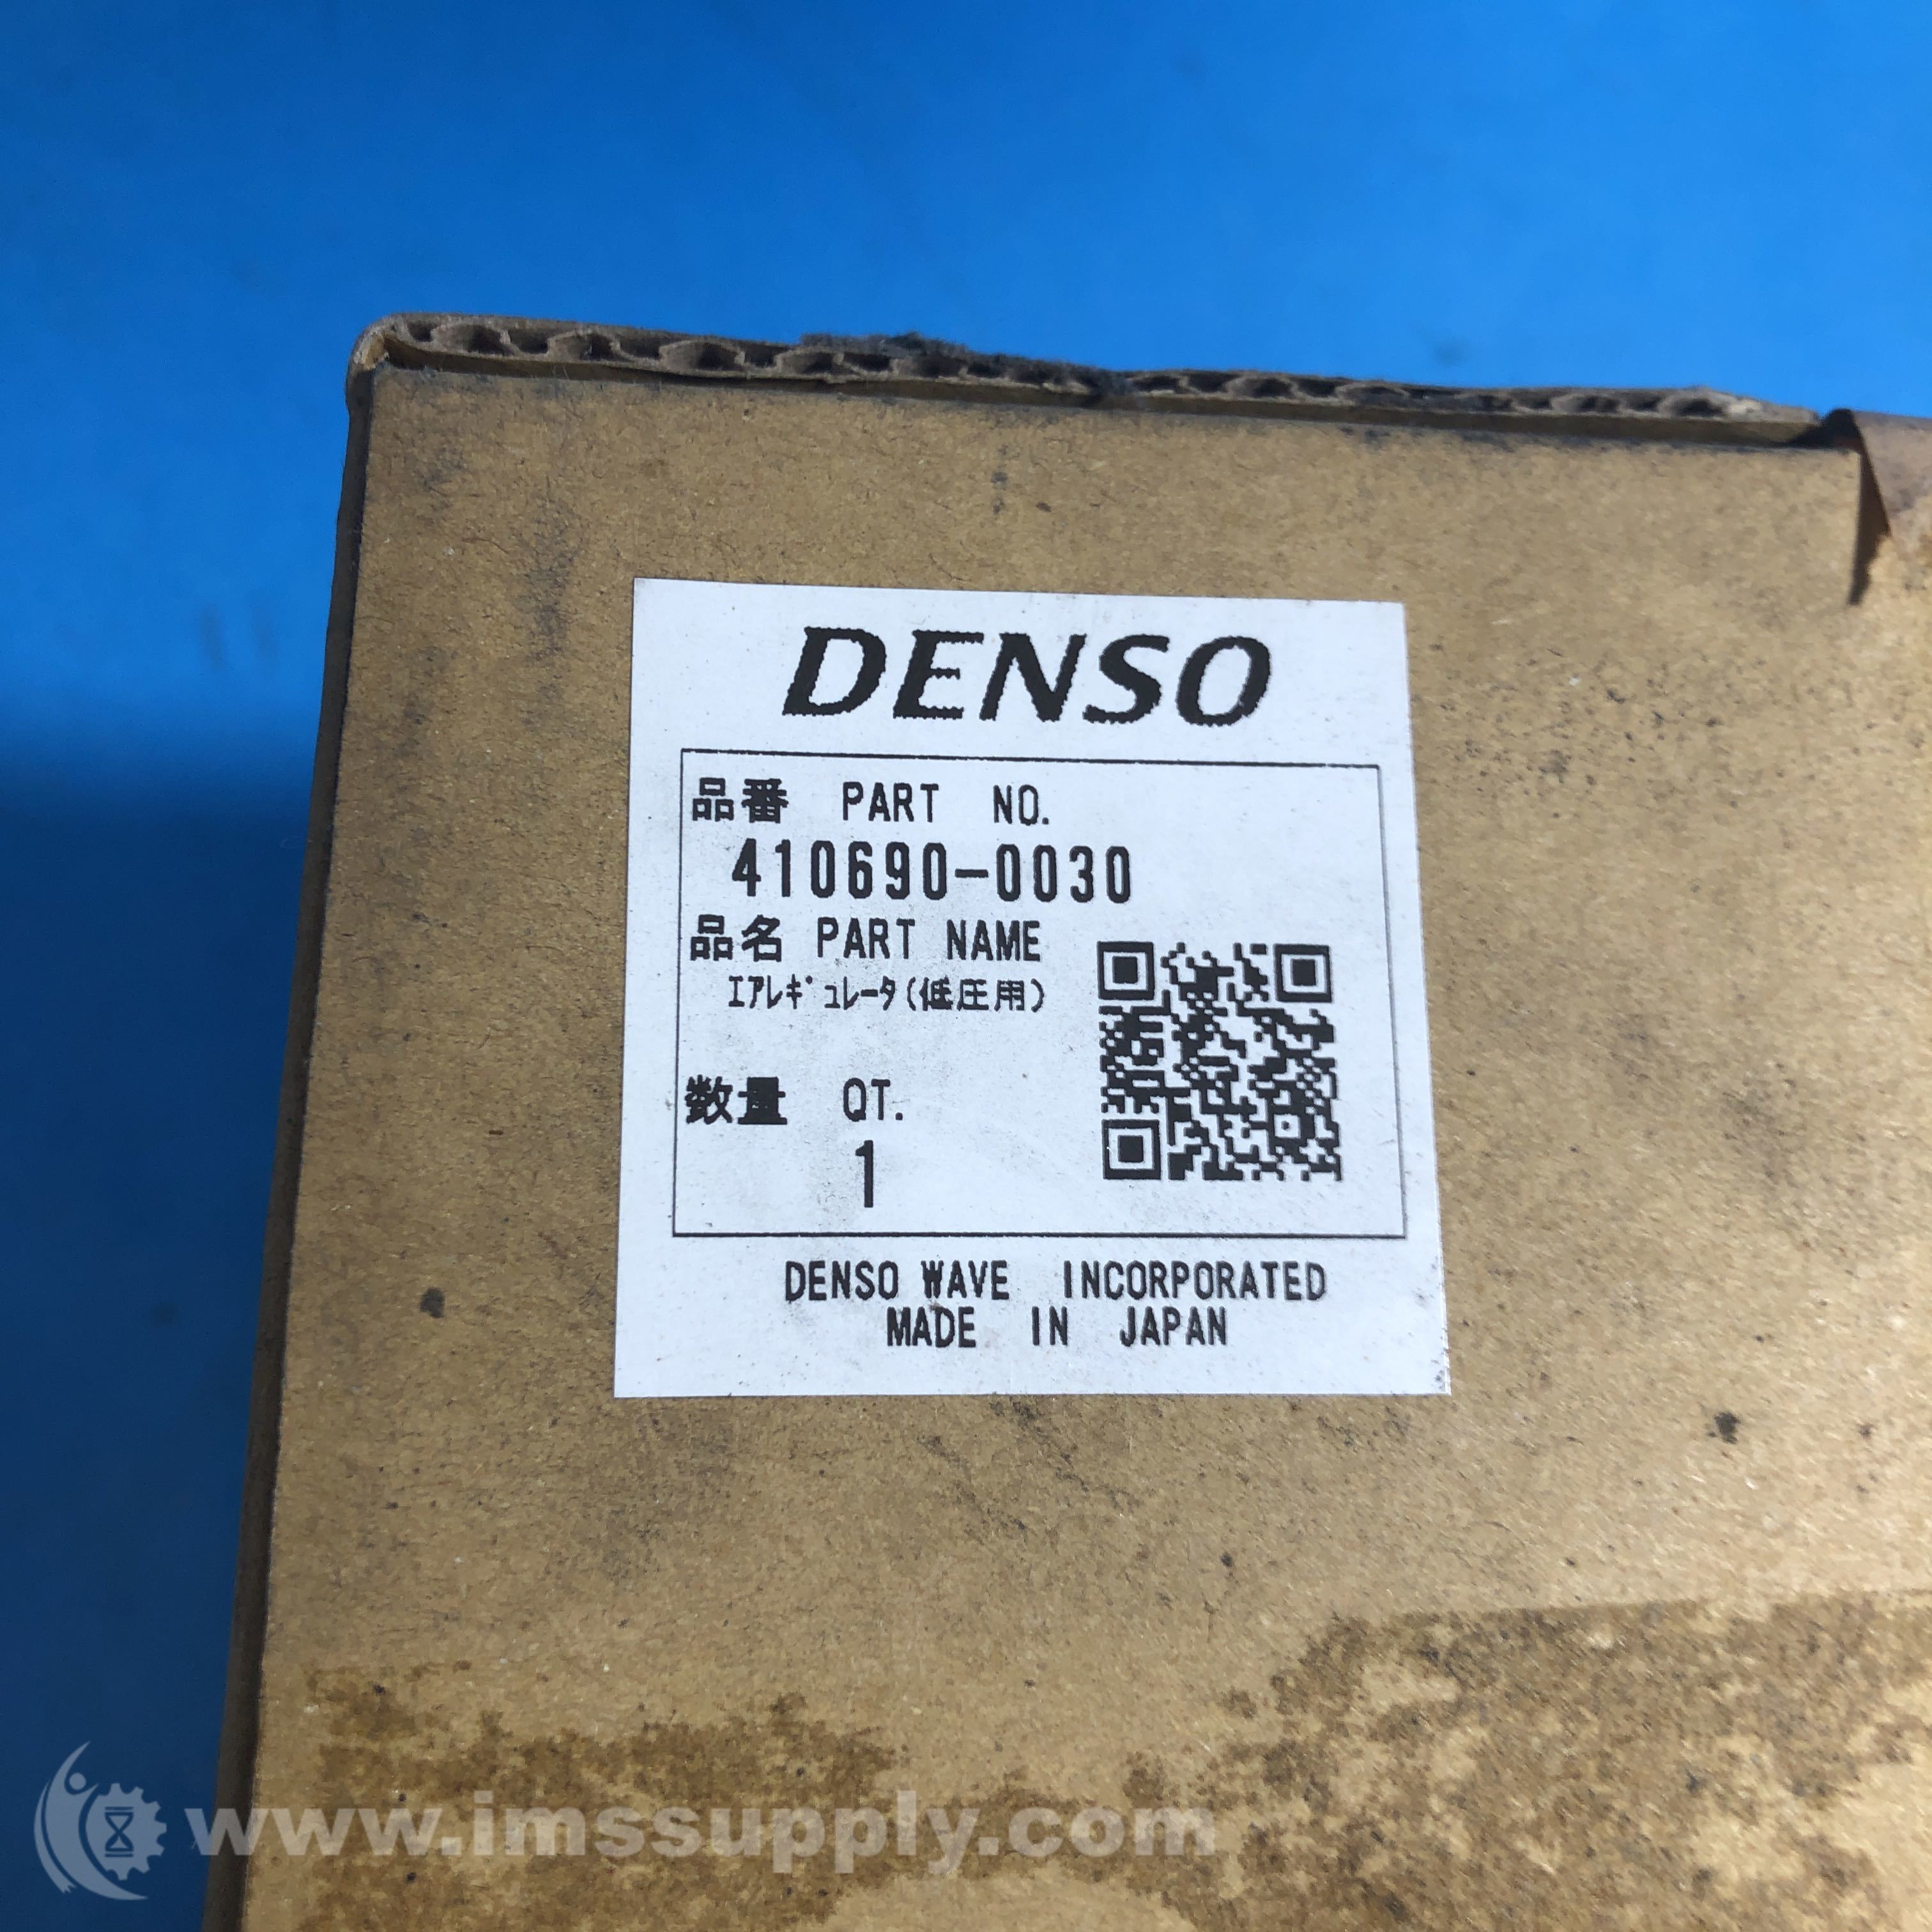 DENSO
品番 PART NO.
410690-0030
品名 PART NAME
ｴｱﾚｷﾞｭﾚｰﾀ(低圧用)
数量 QT.
1
DENSO WAVE INCORPORATED
MADE IN JAPAN
www.imssupply.com